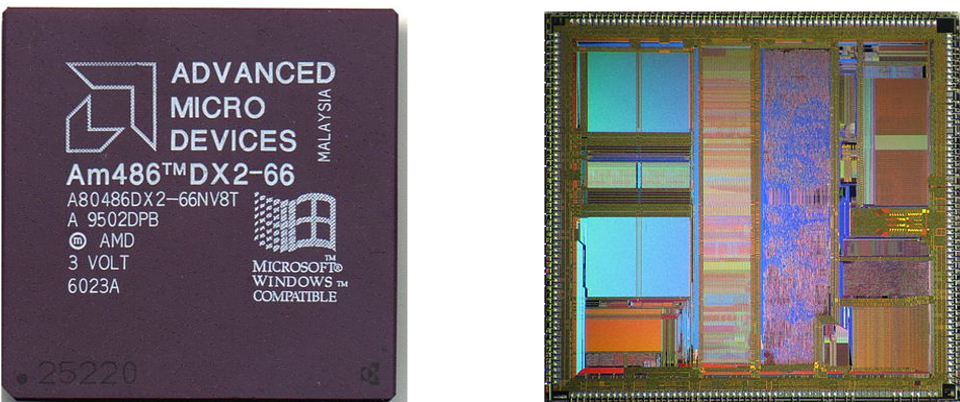 ADVANCED
MICRO
DEVICES
MALAYSIA
Am486™DX2-66
A80486DX2-66NV8T
A 9502DPB
ⓜ AMD
3 VOLT
6023A
MICROSOFT®
WINDOWS™
COMPATIBLE
25220